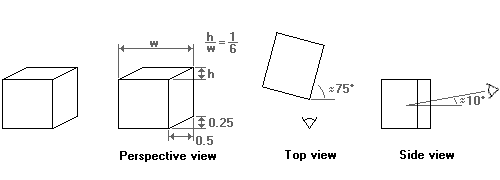 w
h/w = 1/6
h
0.25
0.5
≈75°
≈10°
Perspective view
Top view
Side view